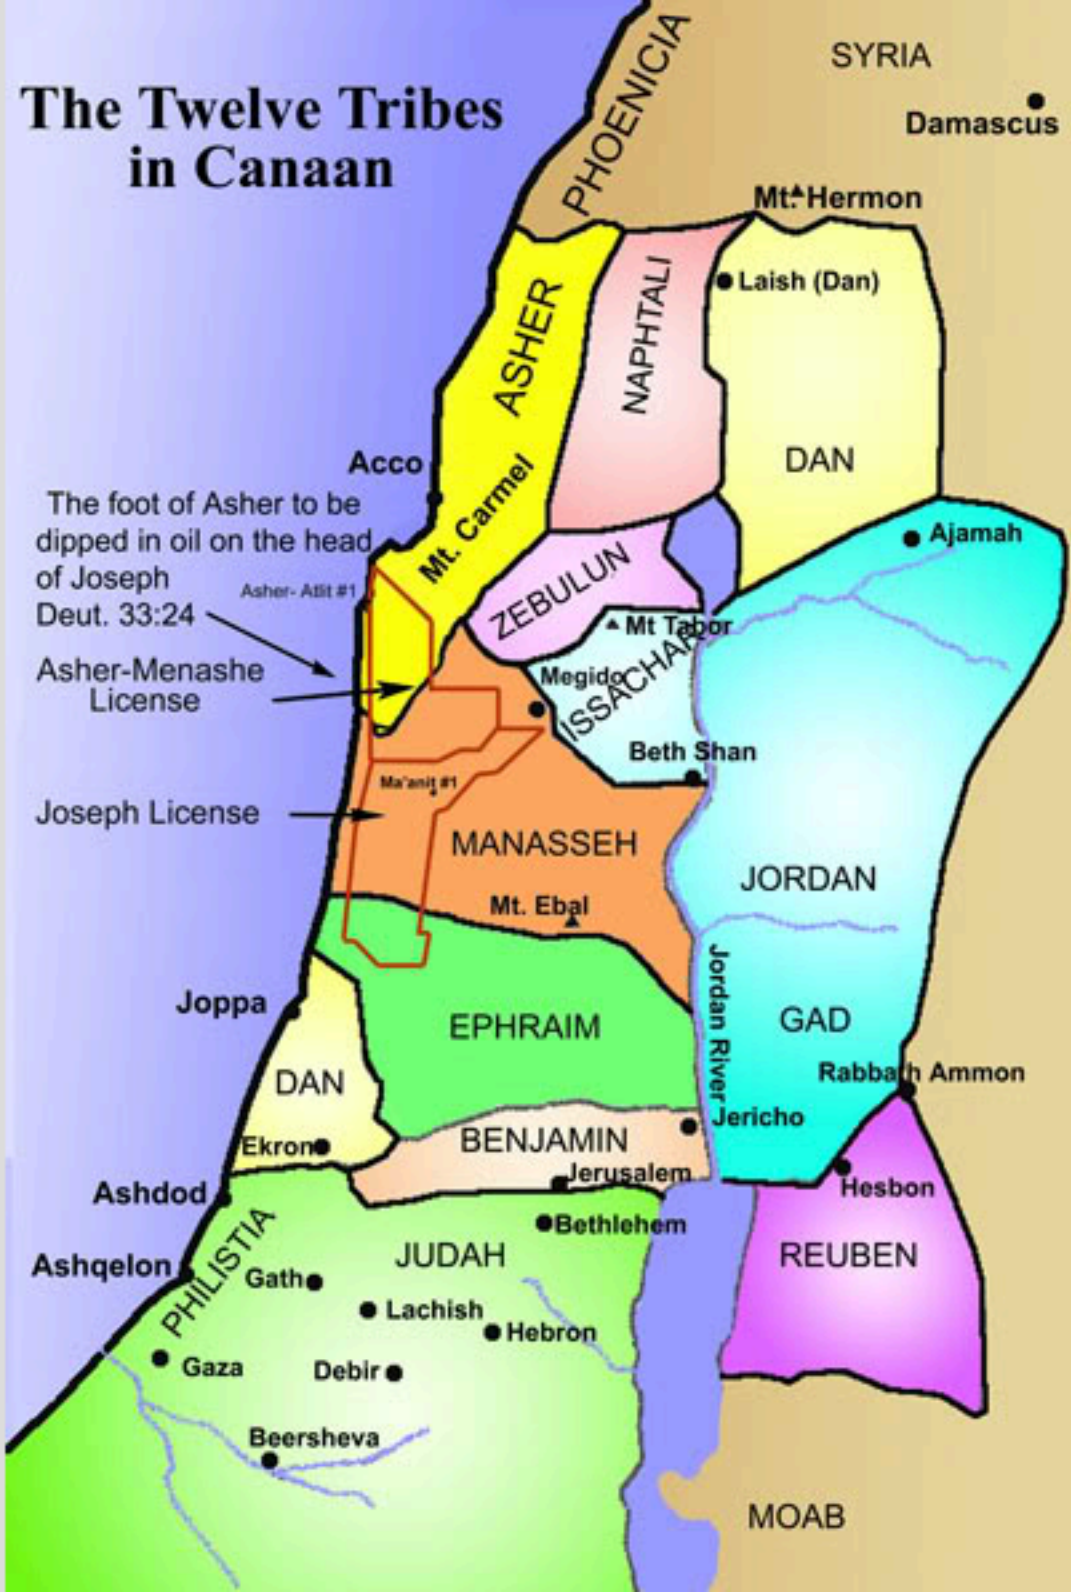 The Twelve Tribes
in Canaan
PHOENICIA
SYRIA
Damascus
Mt. Hermon
ASHER
NAPHTALI
Laish (Dan)
DAN
Acco
Mt. Carmel
The foot of Asher to be
dipped in oil on the head
of Joseph
Deut. 33:24
Asher- Atlit #1
Asher-Menashe
License
Ajamah
ZEBULUN
Mt Tabor
Megido
ISSACHAR
Beth Shan
Ma'anit #1
Joseph License
MANASSEH
JORDAN
Mt. Ebal
Jordan River
Joppa
EPHRAIM
GAD
DAN
Rabbath Ammon
Jericho
BENJAMIN
Ekron
Jerusalem
Hesbon
Ashdod
Bethlehem
PHILISTIA
JUDAH
REUBEN
Ashqelon
Gath
Lachish
Hebron
Gaza
Debir
Beersheva
MOAB